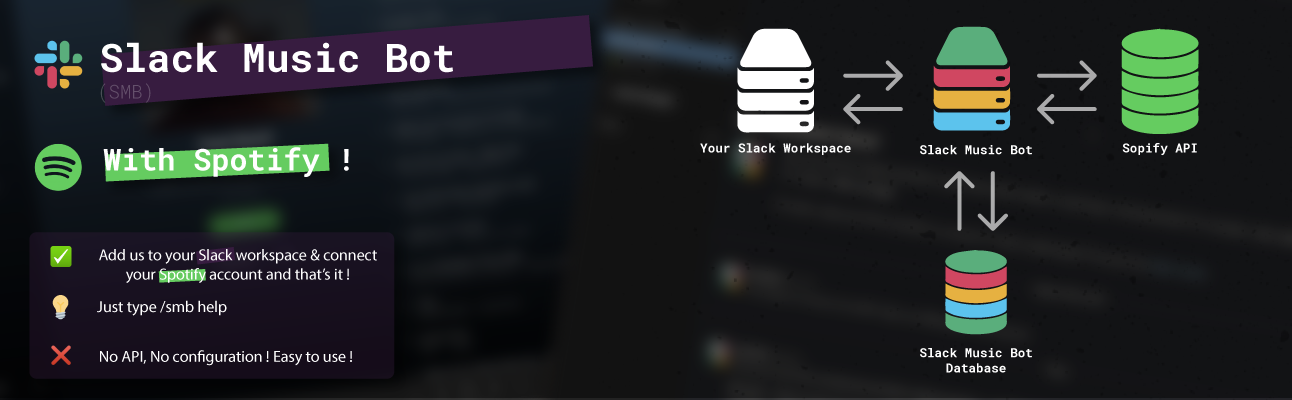 Slack Music Bot
(SMB)
With Spotify !
Add us to your Slack workspace & connect
your Spotify account and that's it !
Just type /smb help
No API, No configuration ! Easy to use !
Your Slack Workspace
Slack Music Bot
Sopify API
Slack Music Bot
Database